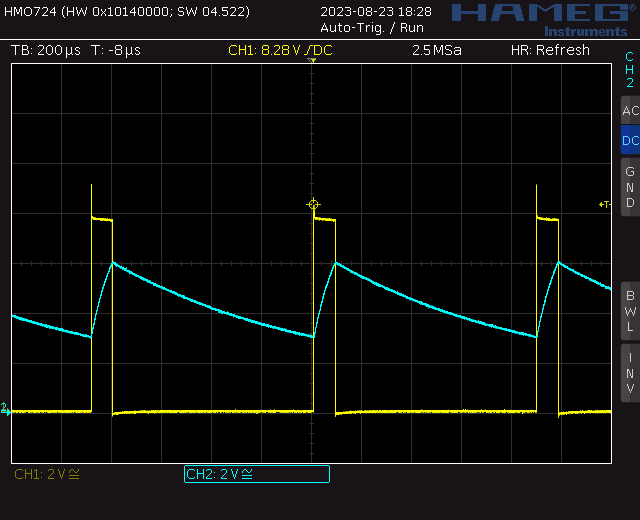 HMO724 (HW 0x10140000; SW 04.522)
2023-08-23 18:28
HAMEG®
Instruments
Auto-Trig. / Run
TB: 200µs T: -8µs
CH1: 8.28 V / DC
2.5MSa
HR: Refresh
CH2
AC
DC
GND
BWL
INV
T
2
CH1: 2 V ≅
CH2: 2 V ≅